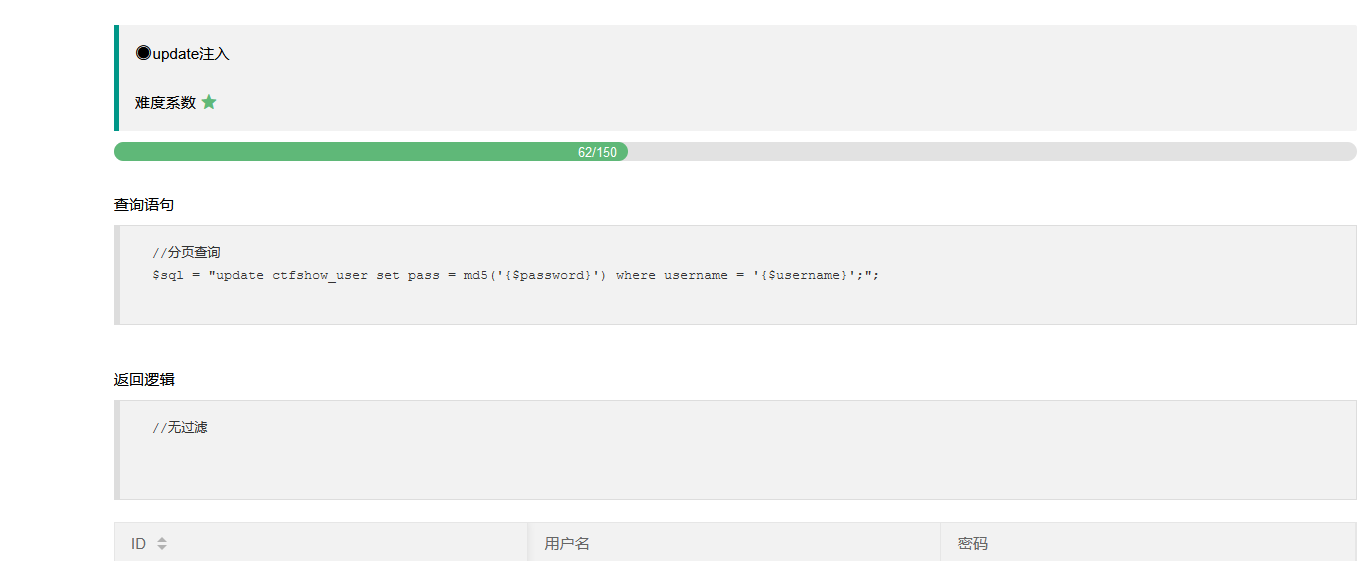 ◉update注入
难度系数 ★
62/150
查询语句
//分页查询
$sql = "update ctfshow_user set pass = md5('{$password}') where username = '{$username}';";
返回逻辑
//无过滤
ID 用户名 密码